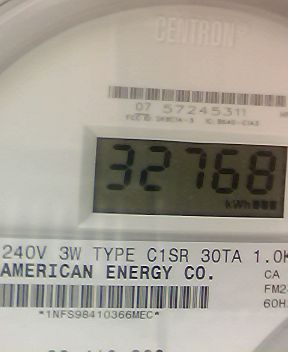 CENTRON
07 57245311
32768
kWh
240V 3W TYPE C1SR 30TA 1.0K
AMERICAN ENERGY CO.
CA
FM2
60H
*1NFS98410366MEC*